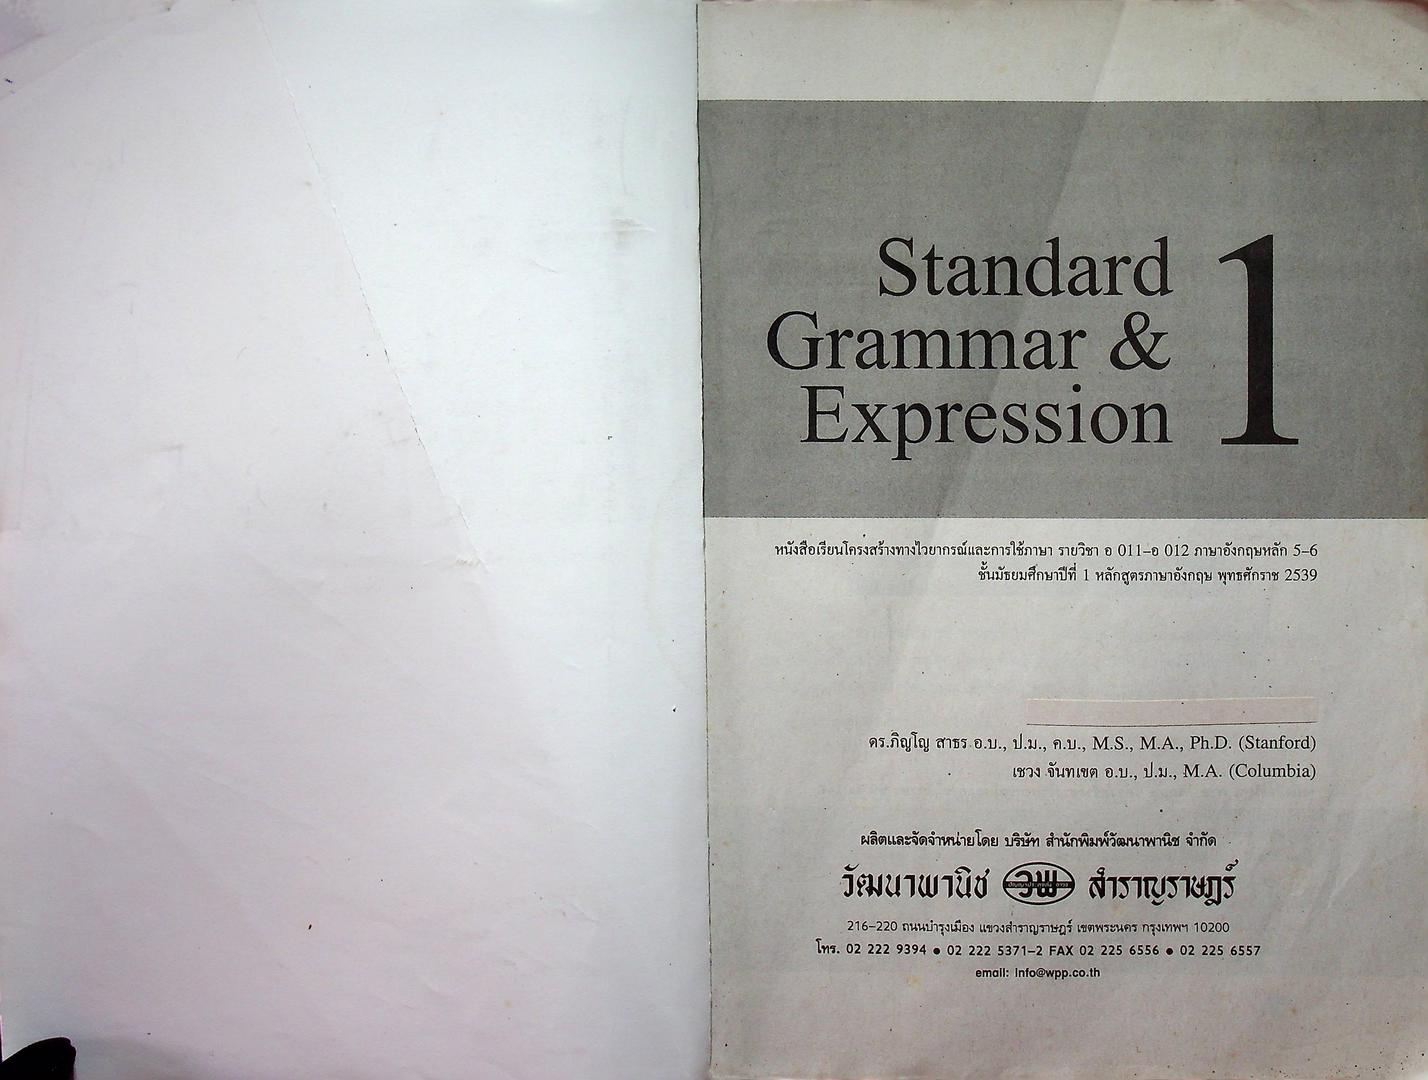 Standard
Grammar &
Expression
1
หนังสือเรียนโครงสร้างทางไวยากรณ์และการใช้ภาษา รายวิชา อ 011–อ 012 ภาษาอังกฤษหลัก 5–6
ชั้นมัธยมศึกษาปีที่ 1 หลักสูตรภาษาอังกฤษ พุทธศักราช 2539
ดร.ภิญโญ สาธร อ.บ., ป.ม., ค.บ., M.S., M.A., Ph.D. (Stanford)
เชวง จันทเขต อ.บ., ป.ม., M.A. (Columbia)
ผลิตและจัดจำหน่ายโดย บริษัท สำนักพิมพ์วัฒนาพานิช จำกัด
วัฒนาพานิช วพ สำราญราษฎร์
216–220 ถนนบำรุงเมือง แขวงสำราญราษฎร์ เขตพระนคร กรุงเทพฯ 10200
โทร. 02 222 9394 ● 02 222 5371–2 FAX 02 225 6556 ● 02 225 6557
email: info@wpp.co.th